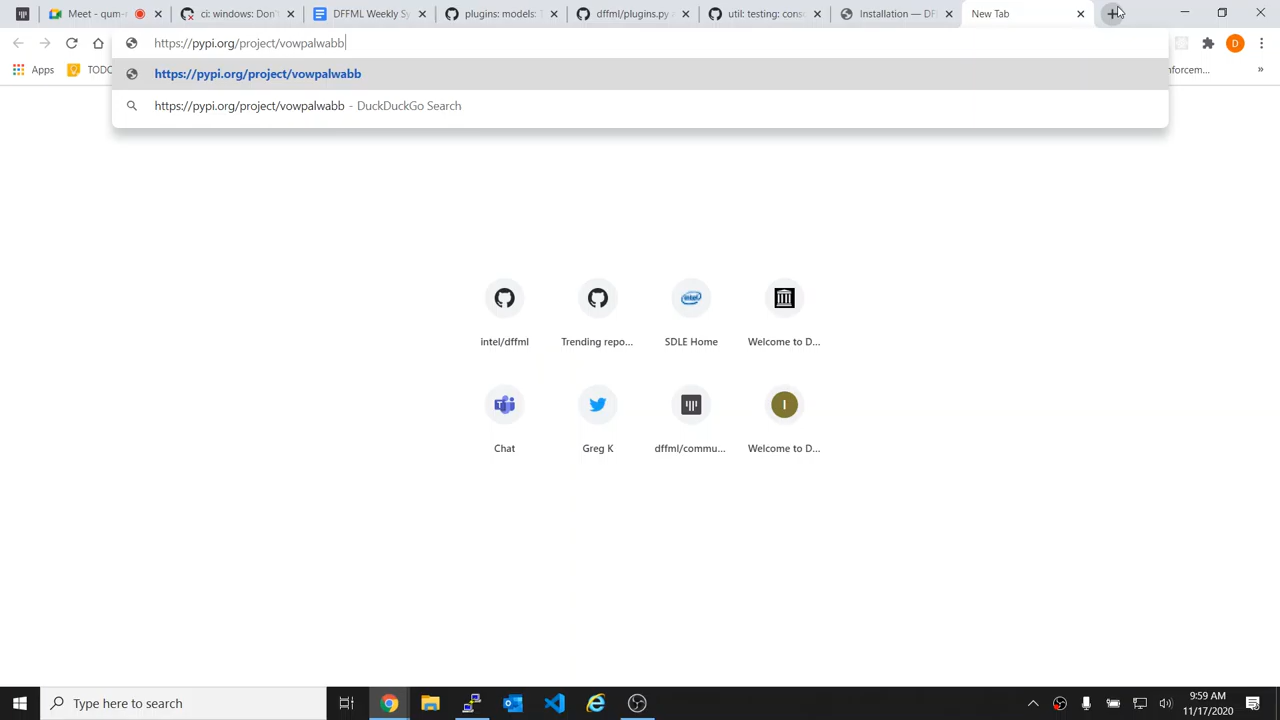 ci: windows: Don'
Meet - qum-r
DFFML Weekly Sy
plugins: models: T
dffml/plugins.py a
util: testing: conso
Installation — DFF
New Tab
https://pypi.org/project/vowpalwabb
D
Apps
TODO
https://pypi.org/project/vowpalwabb
nforcem...
»
https://pypi.org/project/vowpalwabb - DuckDuckGo Search
intel
intel/dffml
Trending repo...
SDLE Home
Welcome to D...
I
Chat
Greg K
dffml/commu...
Welcome to D...
Type here to search
9:59 AM
11/17/2020